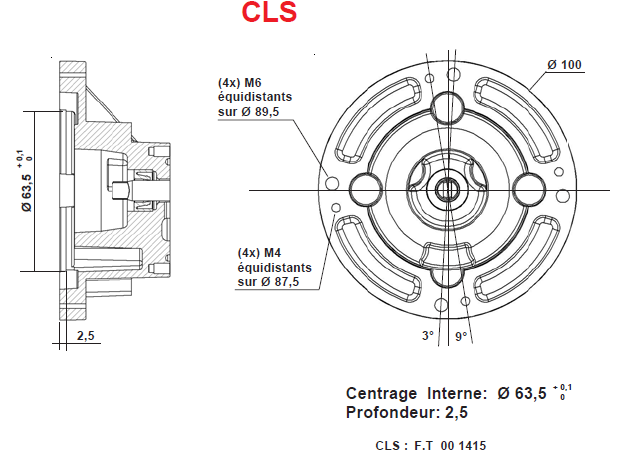 CLS
(4x) M6
équidistants
sur Ø 89,5
Ø 100
Ø 63,5 + 0,1
0
(4x) M4
équidistants
sur Ø 87,5
2,5
3°
9°
Centrage Interne: Ø 63,5 + 0,1
0
Profondeur: 2,5
CLS : F.T 00 1415